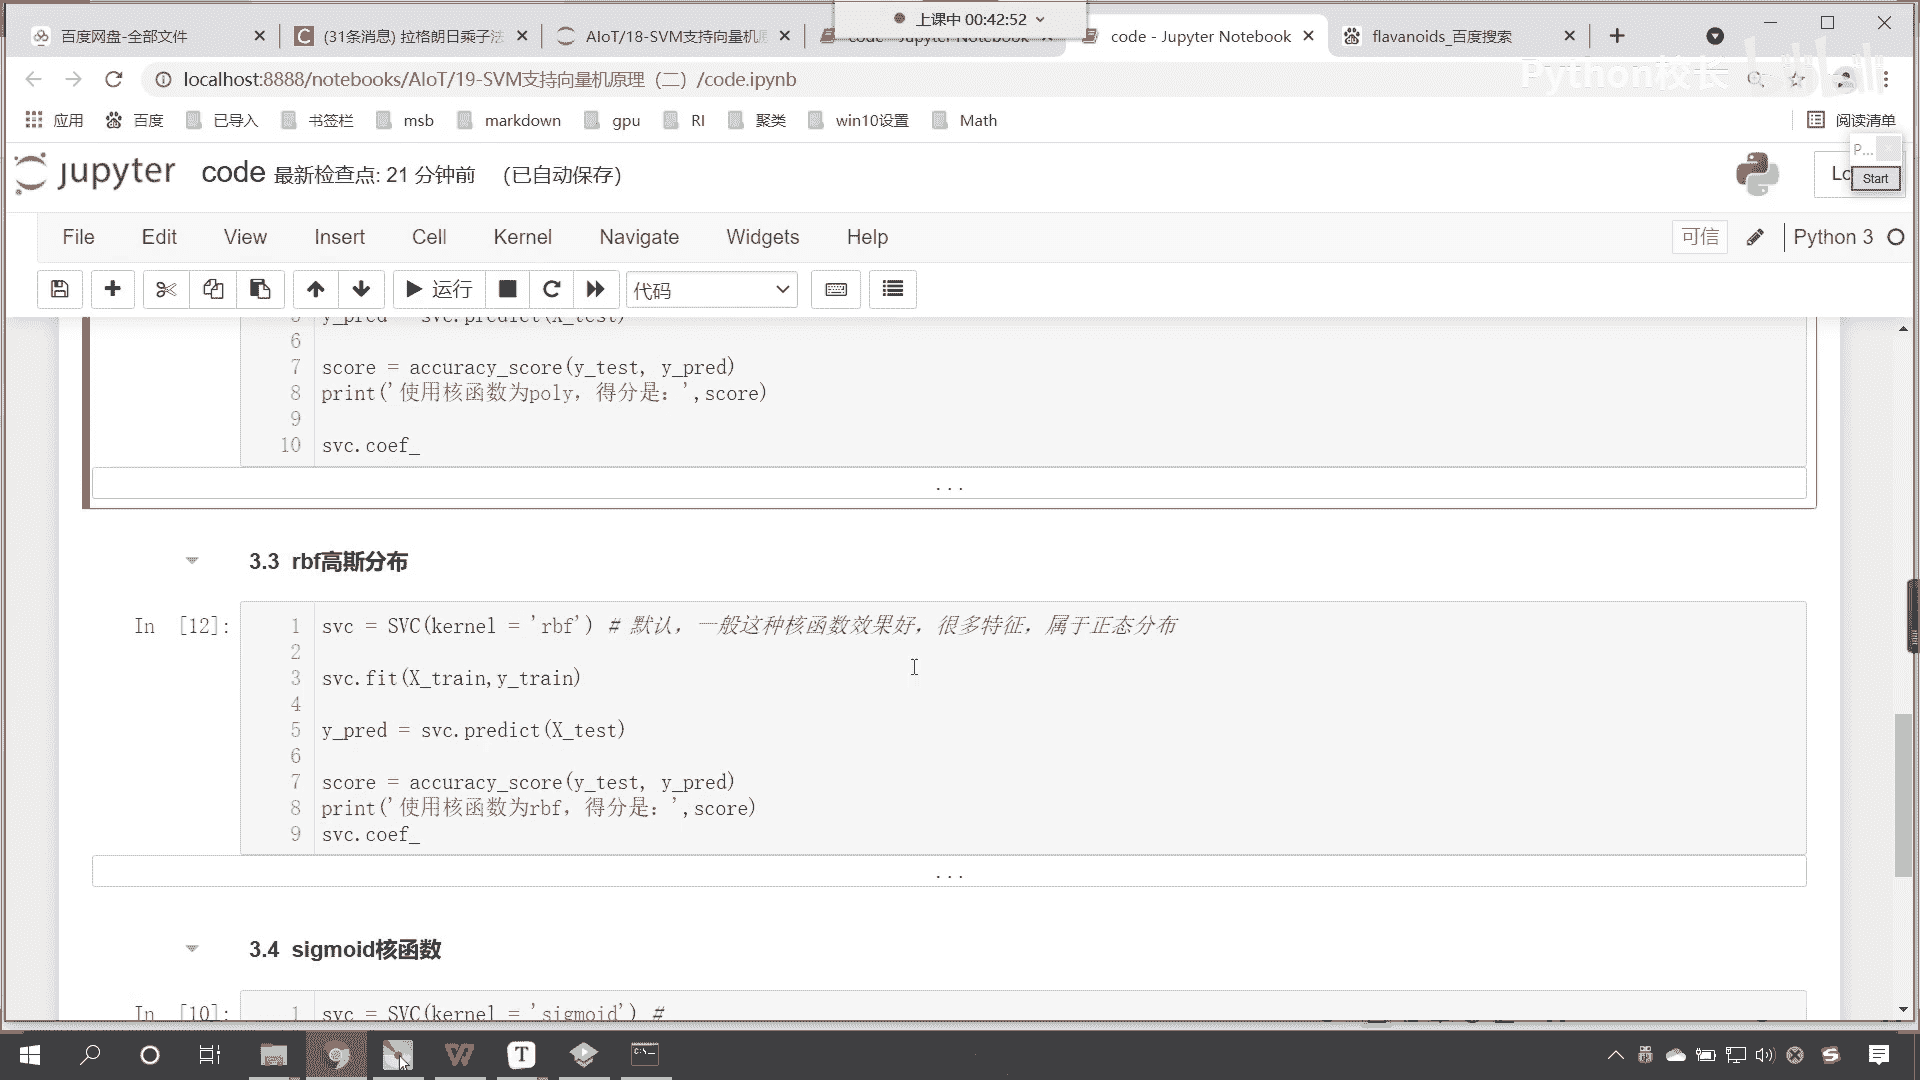 上课中 00:42:52
百度网盘-全部文件
(31条消息) 拉格朗日乘子法
AIoT/18-SVM支持向量机原
code - Jupyter Notebook
code - Jupyter Notebook
flavanoids_百度搜索
localhost:8888/notebooks/AIoT/19-SVM支持向量机原理（二）/code.ipynb
Python校长
bilibili
应用
百度
已导入
书签栏
msb
markdown
gpu
RI
聚类
win10设置
Math
阅读清单
P...
jupyter
code 最新检查点: 21 分钟前 (已自动保存)
Lo
Start
File
Edit
View
Insert
Cell
Kernel
Navigate
Widgets
Help
可信
Python 3
运行
代码
5 y_pred = svc.predict(X_test)
6
7 score = accuracy_score(y_test, y_pred)
8 print('使用核函数为poly，得分是：',score)
9
10 svc.coef_
...
3.3 rbf高斯分布
In [12]:
1 svc = SVC(kernel = 'rbf') # 默认，一般这种核函数效果好，很多特征，属于正态分布
2
3 svc.fit(X_train,y_train)
4
5 y_pred = svc.predict(X_test)
6
7 score = accuracy_score(y_test, y_pred)
8 print('使用核函数为rbf，得分是：',score)
9 svc.coef_
...
3.4 sigmoid核函数
In [10]:
1 svc = SVC(kernel = 'sigmoid') #